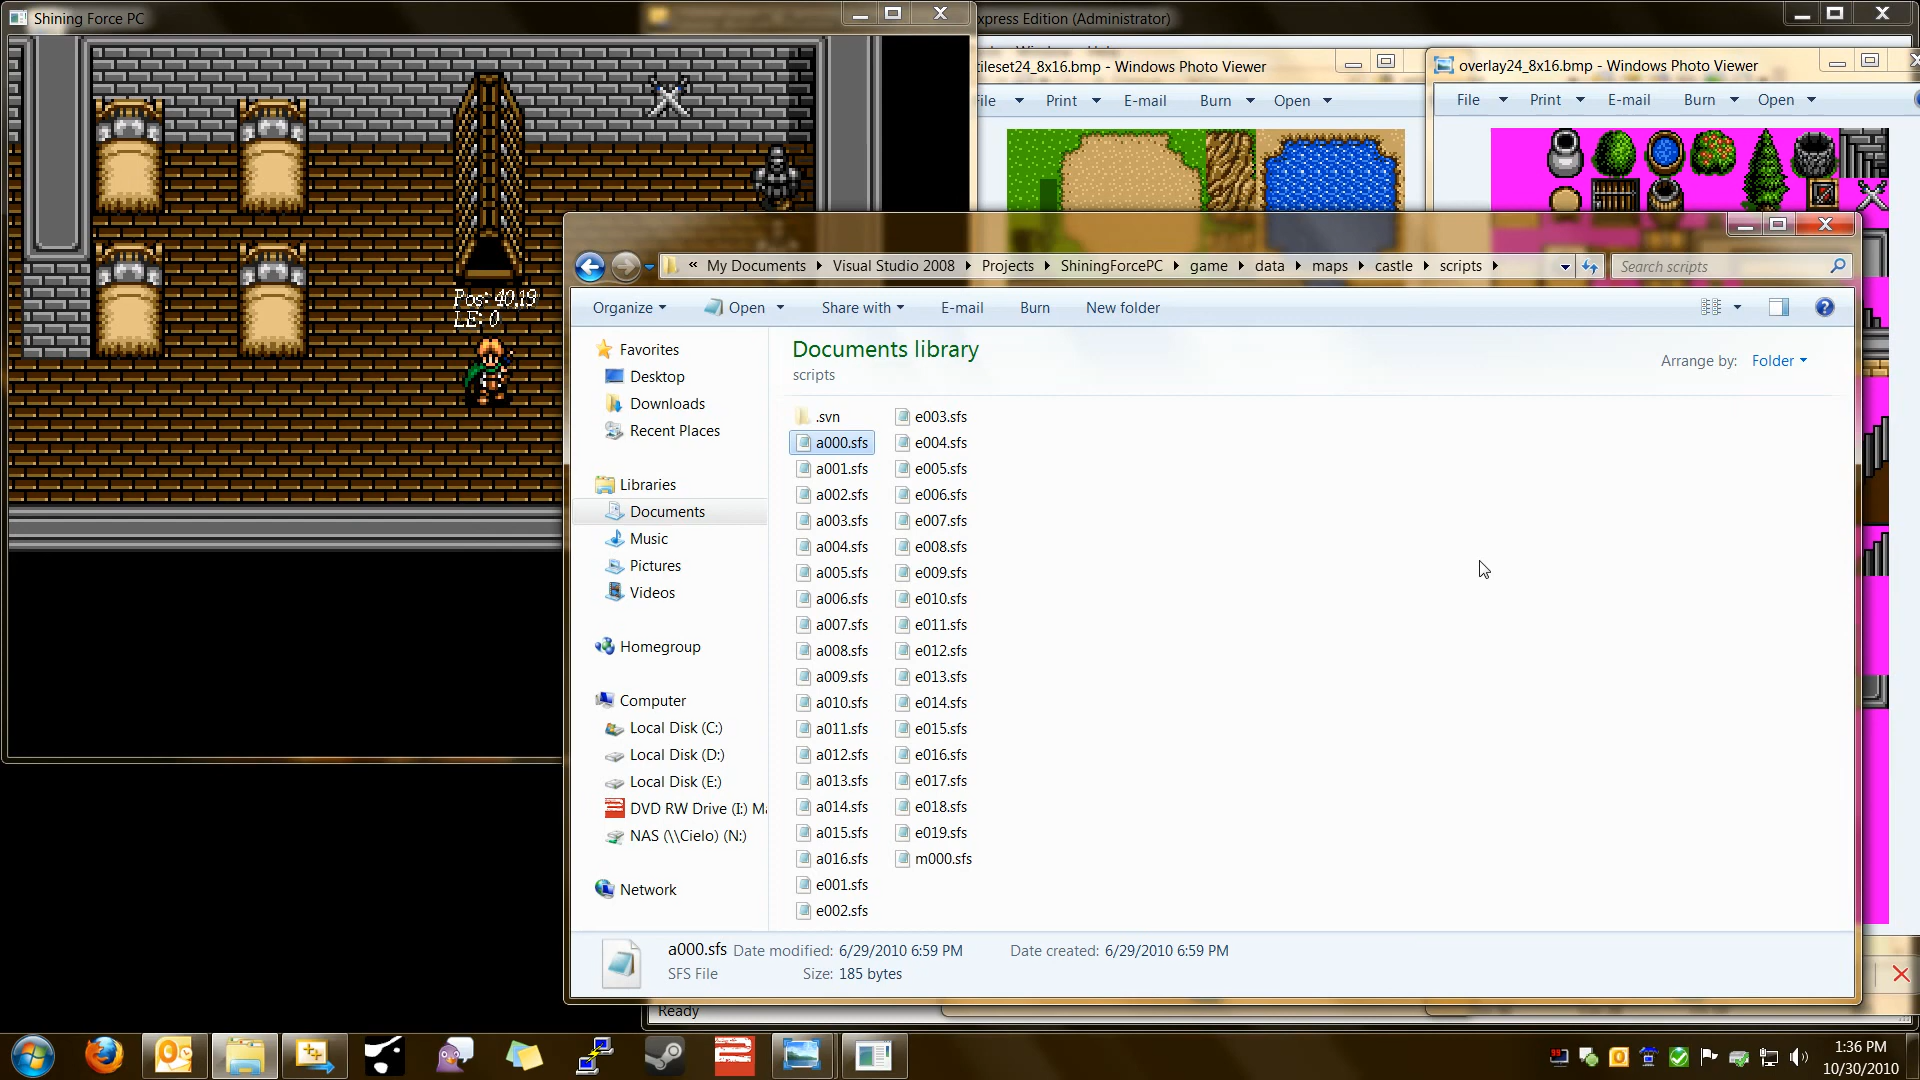 Shining Force PC
xpress Edition (Administrator)
ileset24_8x16.bmp - Windows Photo Viewer
overlay24_8x16.bmp - Windows Photo Viewer
ile Print E-mail Burn Open
File Print E-mail Burn Open
Pos: 40,19
LE: 0
« My Documents Visual Studio 2008 Projects ShiningForcePC game data maps castle scripts
Search scripts
Organize Open Share with E-mail Burn New folder
Favorites
Desktop
Downloads
Recent Places
Libraries
Documents
Music
Pictures
Videos
Homegroup
Computer
Local Disk (C:)
Local Disk (D:)
Local Disk (E:)
DVD RW Drive (I:) Ma
NAS (\\Cielo) (N:)
Network
Documents library
scripts
Arrange by: Folder
.svn
a000.sfs
a001.sfs
a002.sfs
a003.sfs
a004.sfs
a005.sfs
a006.sfs
a007.sfs
a008.sfs
a009.sfs
a010.sfs
a011.sfs
a012.sfs
a013.sfs
a014.sfs
a015.sfs
a016.sfs
e001.sfs
e002.sfs
e003.sfs
e004.sfs
e005.sfs
e006.sfs
e007.sfs
e008.sfs
e009.sfs
e010.sfs
e011.sfs
e012.sfs
e013.sfs
e014.sfs
e015.sfs
e016.sfs
e017.sfs
e018.sfs
e019.sfs
m000.sfs
a000.sfs Date modified: 6/29/2010 6:59 PM Date created: 6/29/2010 6:59 PM
SFS File Size: 185 bytes
Ready
1:36 PM
10/30/2010